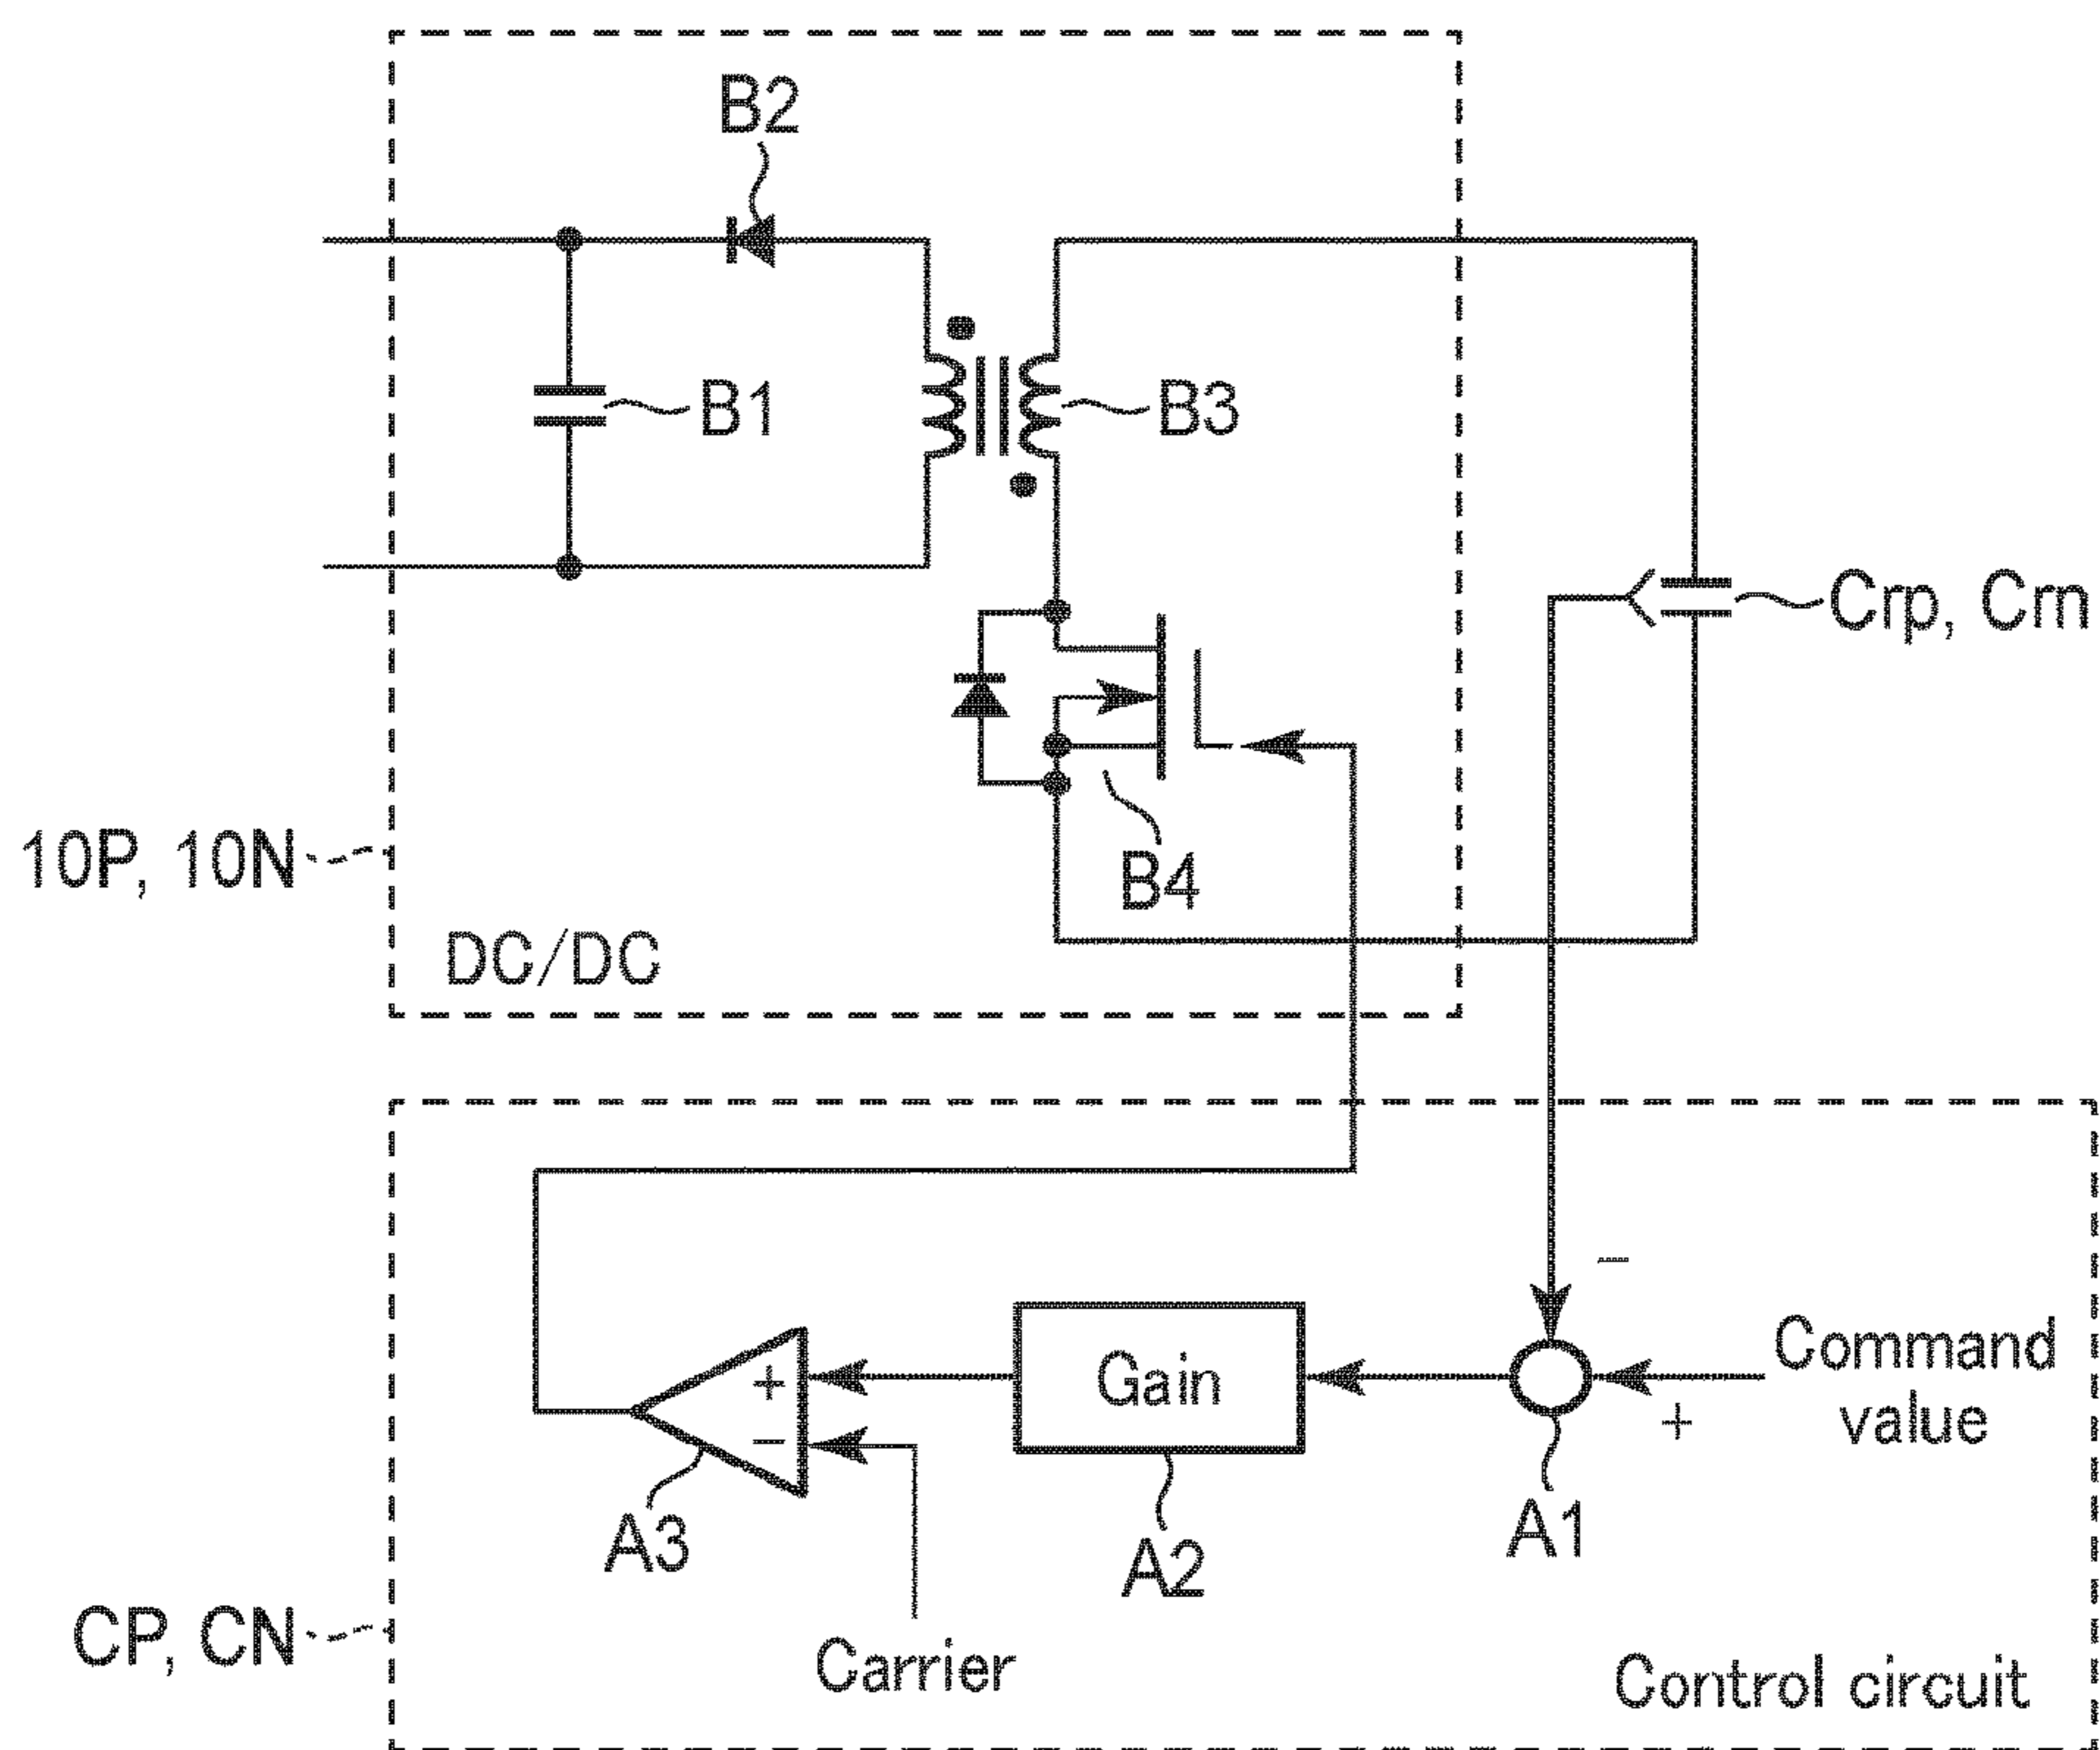 B2
B1
B3
Crp, Crn
B4
10P, 10N
DC/DC
−
Command
value
+
Gain
+
−
A1
A2
A3
Carrier
CP, CN
Control circuit